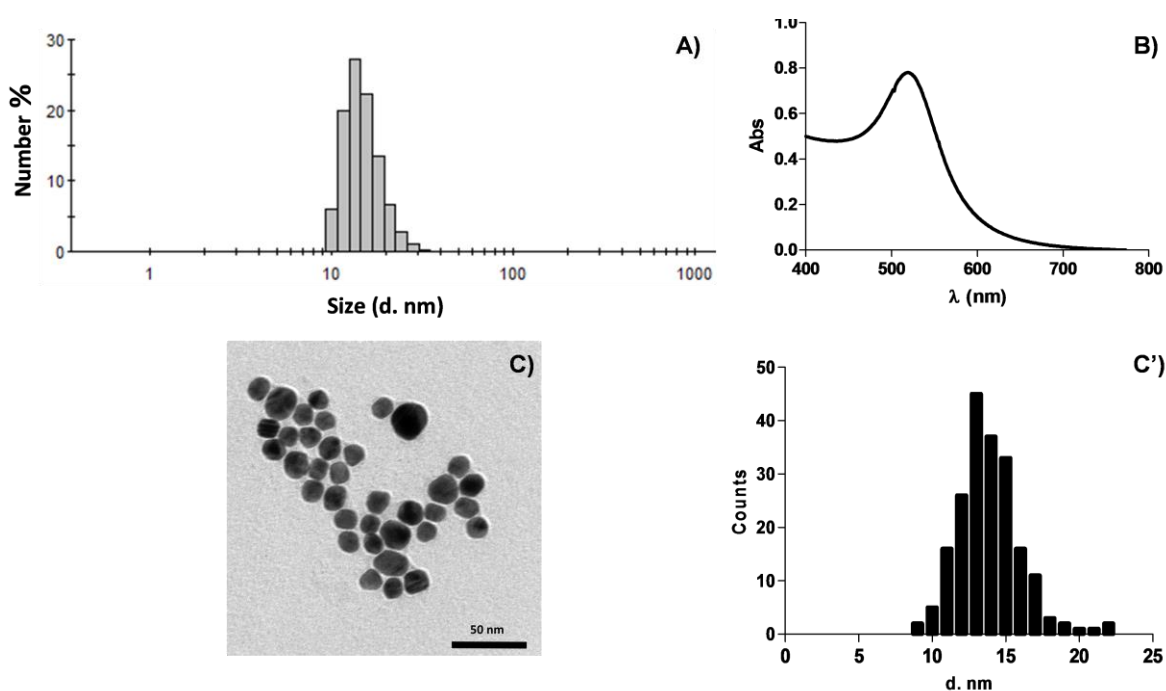 A)
30
20
10
0
Number %
1 10 100 1000
Size (d. nm)
B)
1.0
0.8
0.6
0.4
0.2
0.0
Abs
400 500 600 700 800
λ (nm)
C)
50 nm
C’)
50
40
30
20
10
0
Counts
0 5 10 15 20 25
d. nm